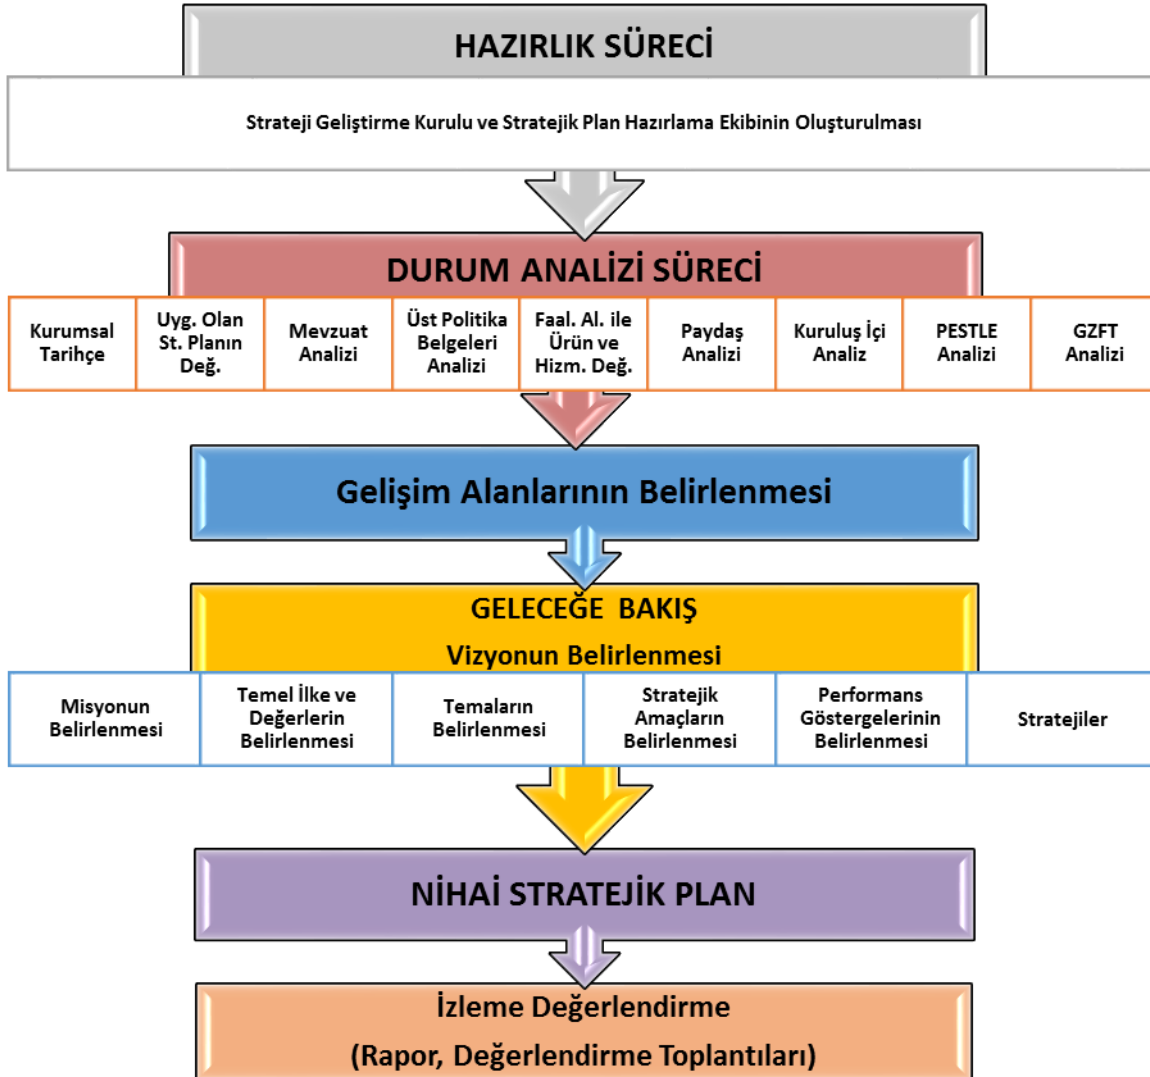 HAZIRLIK SÜRECİ
Strateji Geliştirme Kurulu ve Stratejik Plan Hazırlama Ekibinin Oluşturulması
DURUM ANALİZİ SÜRECİ
Kurumsal
Tarihçe
Uyg. Olan
St. Planın
Değ.
Mevzuat
Analizi
Üst Politika
Belgeleri
Analizi
Faal. Al. ile
Ürün ve
Hizm. Değ.
Paydaş
Analizi
Kuruluş İçi
Analiz
PESTLE
Analizi
GZFT
Analizi
Gelişim Alanlarının Belirlenmesi
GELECEĞE BAKIŞ
Vizyonun Belirlenmesi
Misyonun
Belirlenmesi
Temel İlke ve
Değerlerin
Belirlenmesi
Temaların
Belirlenmesi
Stratejik
Amaçların
Belirlenmesi
Performans
Göstergelerinin
Belirlenmesi
Stratejiler
NİHAİ STRATEJİK PLAN
İzleme Değerlendirme
(Rapor, Değerlendirme Toplantıları)